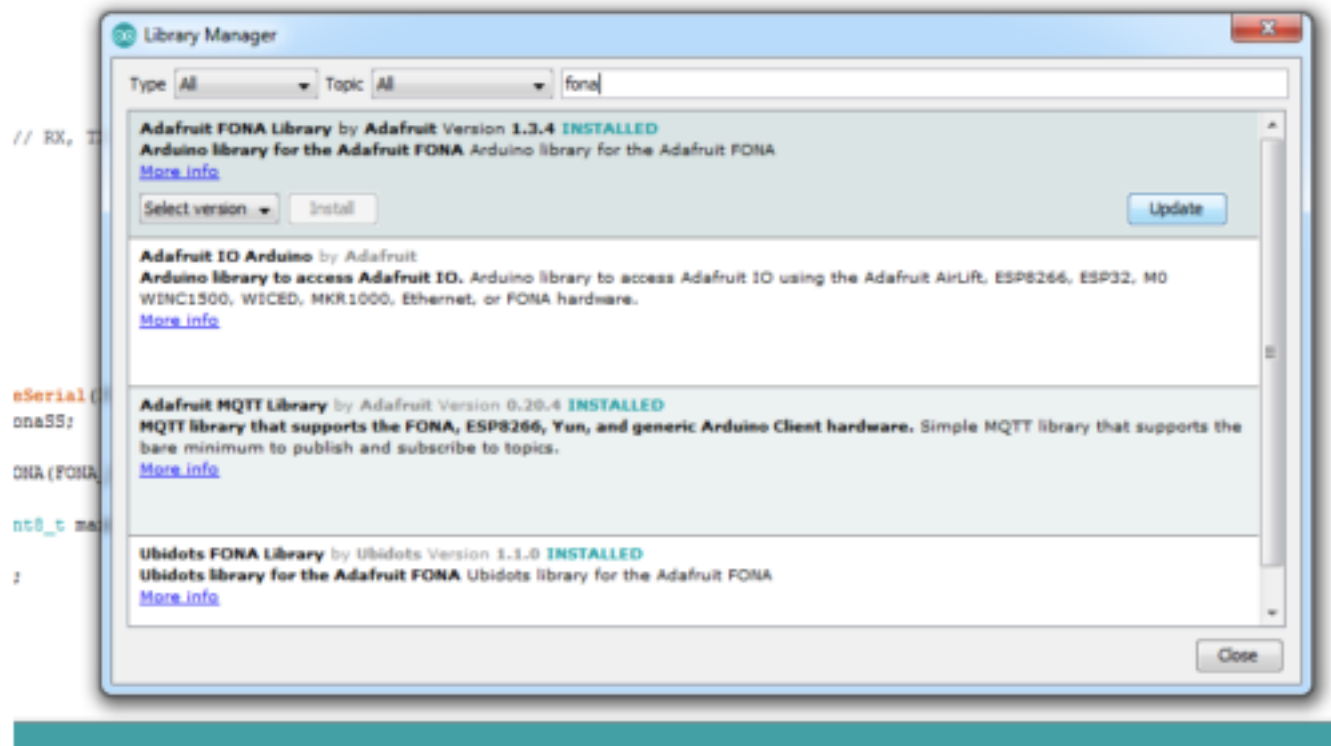 Library Manager
Type All Topic All fona
// RX, T
Adafruit FONA Library by Adafruit Version 1.3.4 INSTALLED
Arduino library for the Adafruit FONA Arduino library for the Adafruit FONA
More info
Select version Install Update
Adafruit IO Arduino by Adafruit
Arduino library to access Adafruit IO. Arduino library to access Adafruit IO using the Adafruit AirLift, ESP8266, ESP32, M0
WINC1500, WICED, MKR1000, Ethernet, or FONA hardware.
More info
eSerial(
onaSS;
Adafruit MQTT Library by Adafruit Version 0.20.4 INSTALLED
MQTT library that supports the FONA, ESP8266, Yun, and generic Arduino Client hardware. Simple MQTT library that supports the
bare minimum to publish and subscribe to topics.
More info
ONA(FONA_
nt8_t ma
Ubidots FONA Library by Ubidots Version 1.1.0 INSTALLED
Ubidots library for the Adafruit FONA Ubidots library for the Adafruit FONA
More info
;
Close